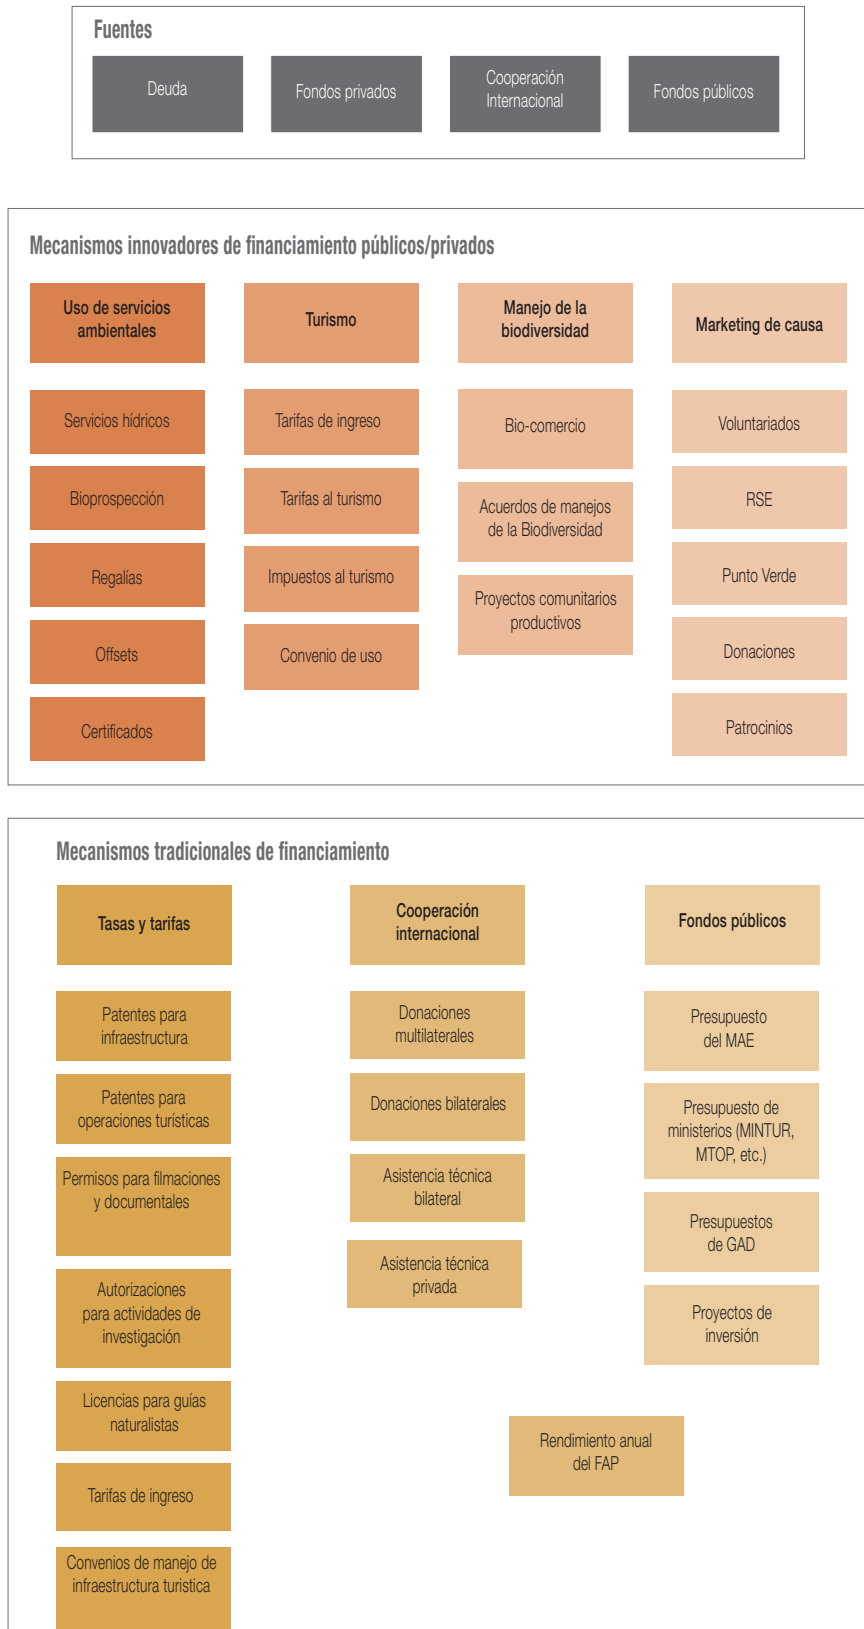 Fuentes
Deuda
Fondos privados
Cooperación
Internacional
Fondos públicos
Mecanismos innovadores de financiamiento públicos/privados
Uso de servicios
ambientales
Servicios hídricos
Bioprospección
Regalías
Offsets
Certificados
Turismo
Tarifas de ingreso
Tarifas al turismo
Impuestos al turismo
Convenio de uso
Manejo de la
biodiversidad
Bio-comercio
Acuerdos de manejos
de la Biodiversidad
Proyectos comunitarios
productivos
Marketing de causa
Voluntariados
RSE
Punto Verde
Donaciones
Patrocinios
Mecanismos tradicionales de financiamiento
Tasas y tarifas
Patentes para
infraestructura
Patentes para
operaciones turísticas
Permisos para filmaciones
y documentales
Autorizaciones
para actividades de
investigación
Licencias para guías
naturalistas
Tarifas de ingreso
Convenios de manejo de
infraestructura turistica
Cooperación
internacional
Donaciones
multilaterales
Donaciones bilaterales
Asistencia técnica
bilateral
Asistencia técnica
privada
Fondos públicos
Presupuesto
del MAE
Presupuesto de
ministerios (MINTUR,
MTOP, etc.)
Presupuestos
de GAD
Proyectos de
inversión
Rendimiento anual
del FAP